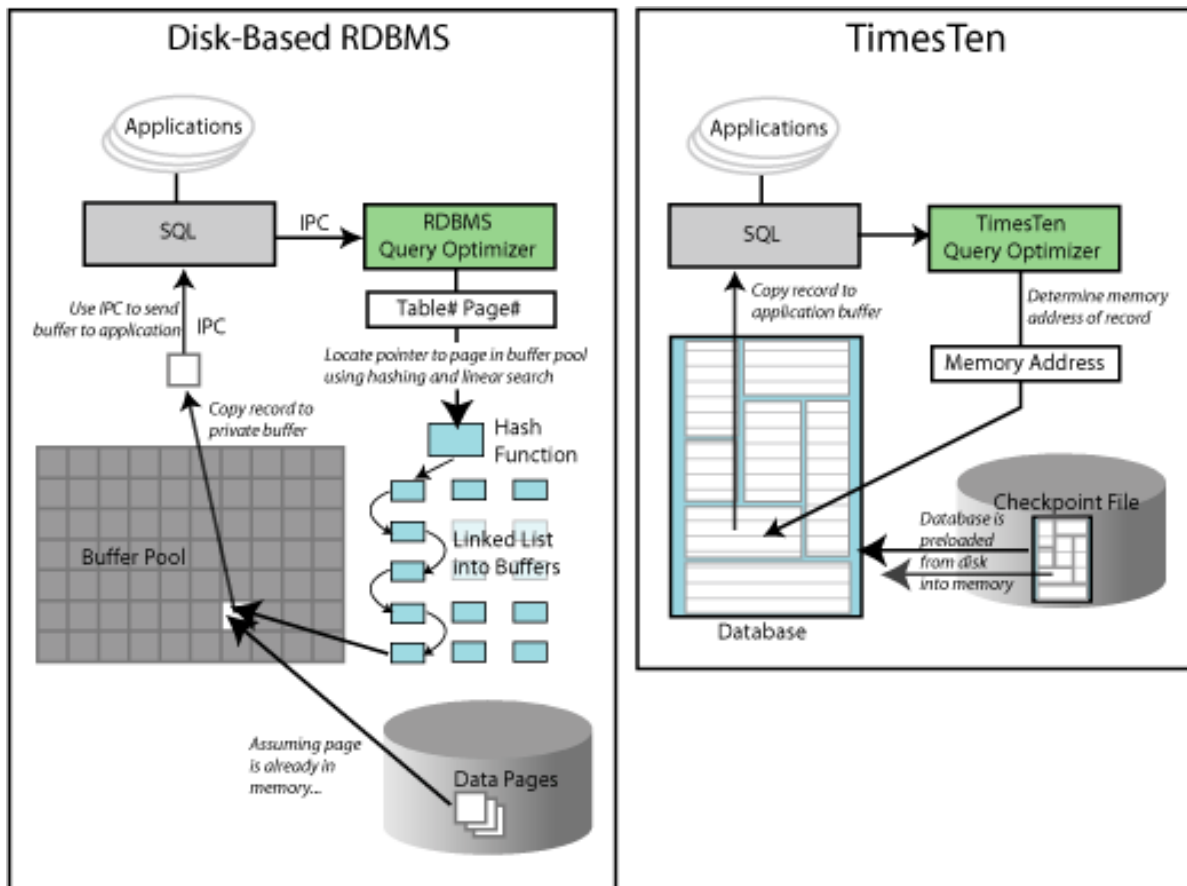 Disk-Based RDBMS
Applications
SQL
IPC
RDBMS
Query Optimizer
Table# Page#
Use IPC to send
buffer to application
IPC
Locate pointer to page in buffer pool
using hashing and linear search
Copy record to
private buffer
Hash
Function
Buffer Pool
Linked List
into Buffers
Assuming page
is already in
memory...
Data Pages
TimesTen
Applications
SQL
TimesTen
Query Optimizer
Copy record to
application buffer
Determine memory
address of record
Memory Address
Checkpoint File
Database is
preloaded
from disk
into memory
Database